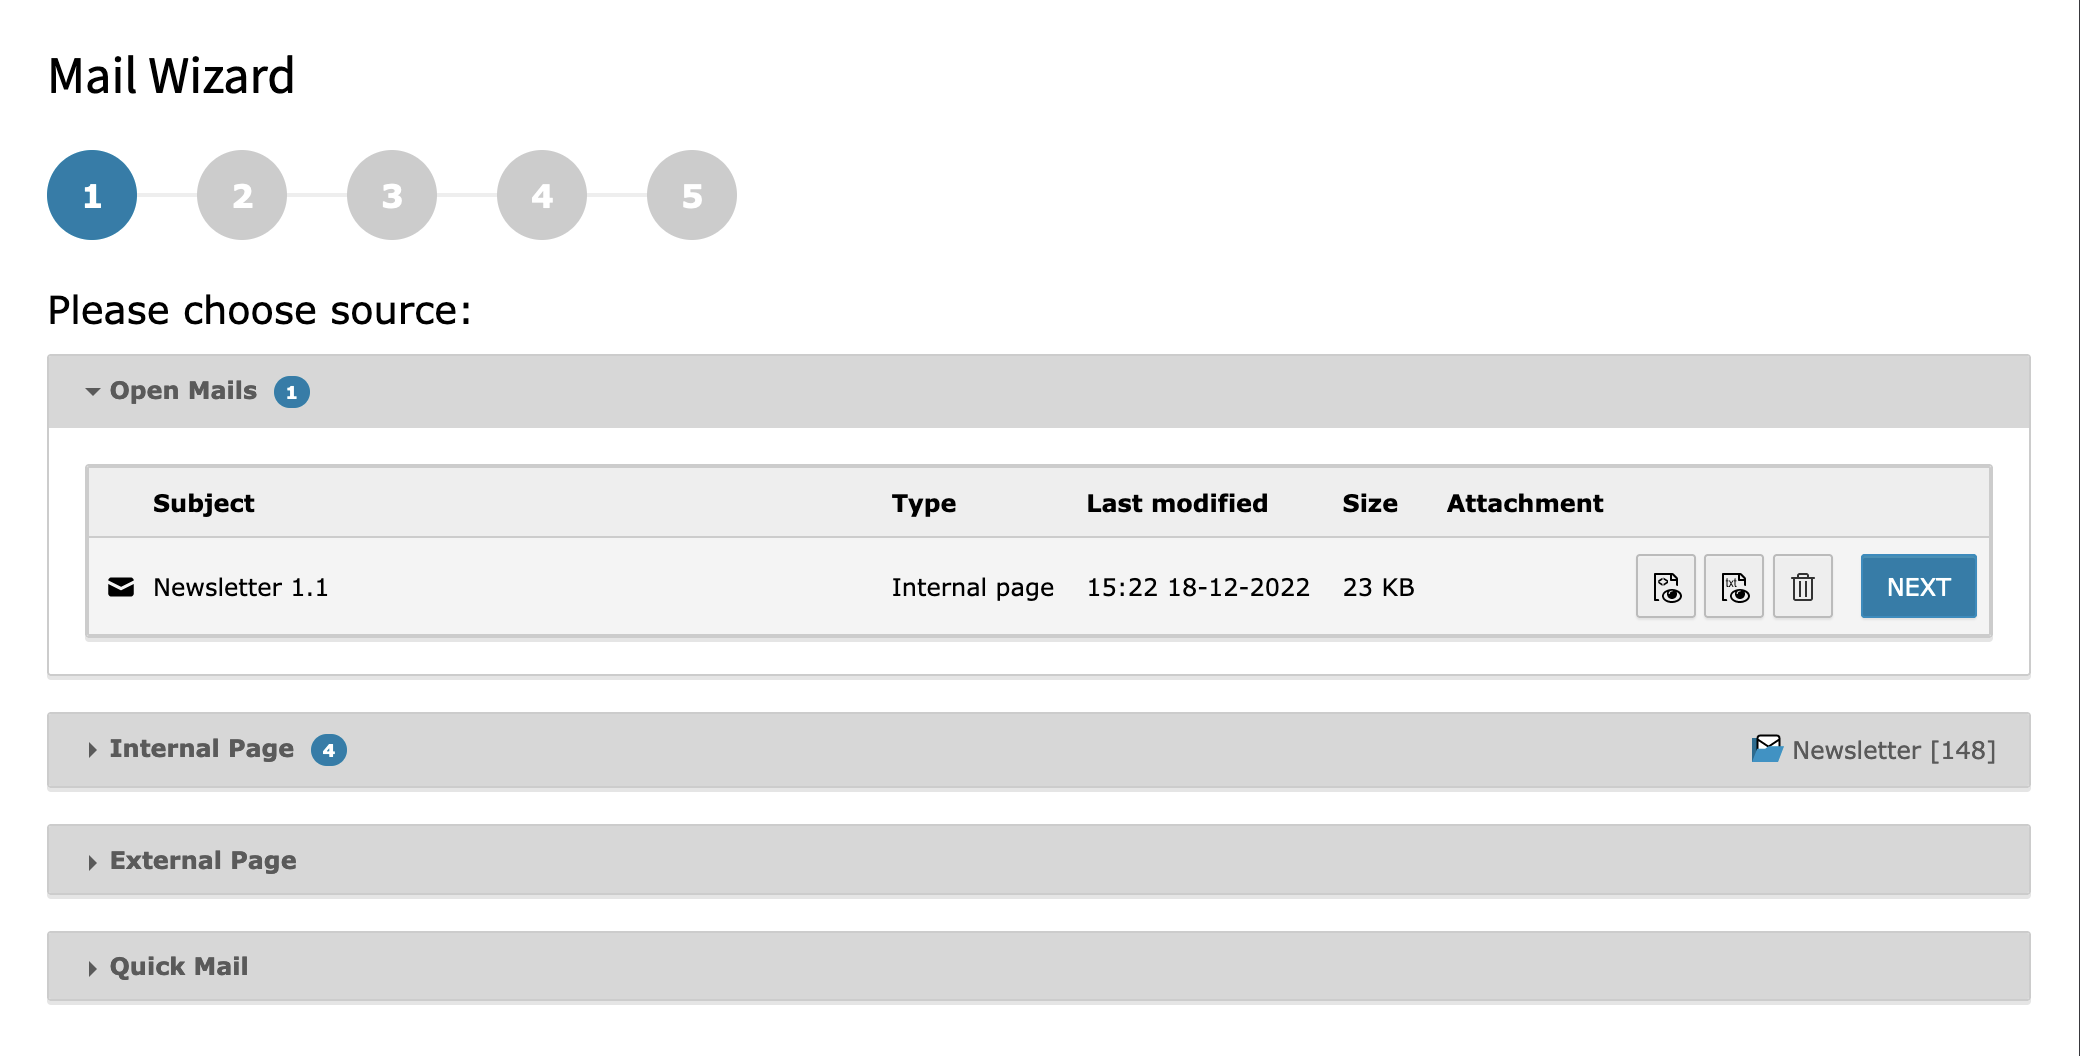 Mail Wizard
1 2 3 4 5
Please choose source:
Open Mails 1
Subject Type Last modified Size Attachment
Newsletter 1.1 Internal page 15:22 18-12-2022 23 KB txt NEXT
Internal Page 4 Newsletter [148]
External Page
Quick Mail